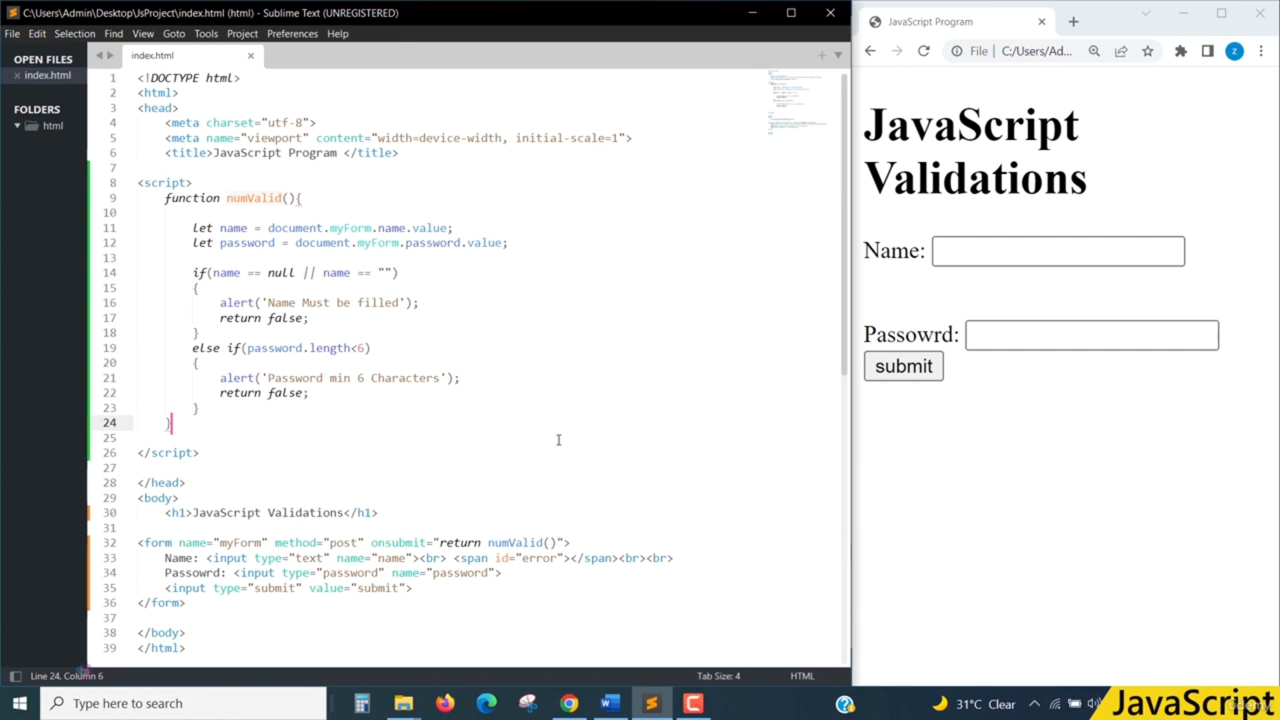 C:\Users\Admin\Desktop\JsProject\index.html (html) - Sublime Text (UNREGISTERED)
File Edit Selection Find View Goto Tools Project Preferences Help
OPEN FILES
index.html
FOLDERS
html
index.html
1 <!DOCTYPE html>
2 <html>
3 <head>
4 <meta charset="utf-8">
5 <meta name="viewport" content="width=device-width, initial-scale=1">
6 <title>JavaScript Program </title>
7
8 <script>
9 function numValid(){
10
11 let name = document.myForm.name.value;
12 let password = document.myForm.password.value;
13
14 if(name == null || name == "")
15 {
16 alert('Name Must be filled');
17 return false;
18 }
19 else if(password.length<6)
20 {
21 alert('Password min 6 Characters');
22 return false;
23 }
24 }
25
26 </script>
27
28 </head>
29 <body>
30 <h1>JavaScript Validations</h1>
31
32 <form name="myForm" method="post" onsubmit="return numValid()">
33 Name: <input type="text" name="name"><br> <span id="error"></span><br><br>
34 Passowrd: <input type="password" name="password">
35 <input type="submit" value="submit">
36 </form>
37
38 </body>
39 </html>
Line 24, Column 6
Tab Size: 4
HTML
JavaScript Program
File
C:/Users/Ad...
z
JavaScript
Validations
Name:
Passowrd:
submit
Type here to search
31°C Clear
JavaScript